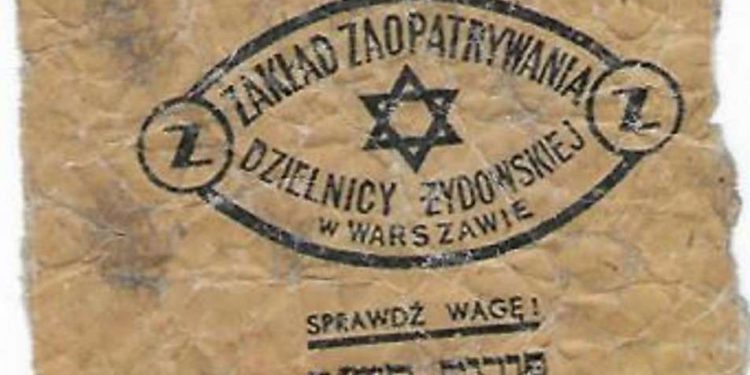 ZAKŁAD ZAOPATRYWANIA
Z Z
DZIELNICY ŻYDOWSKIEJ
W WARSZAWIE
SPRAWDŹ WAGĘ!